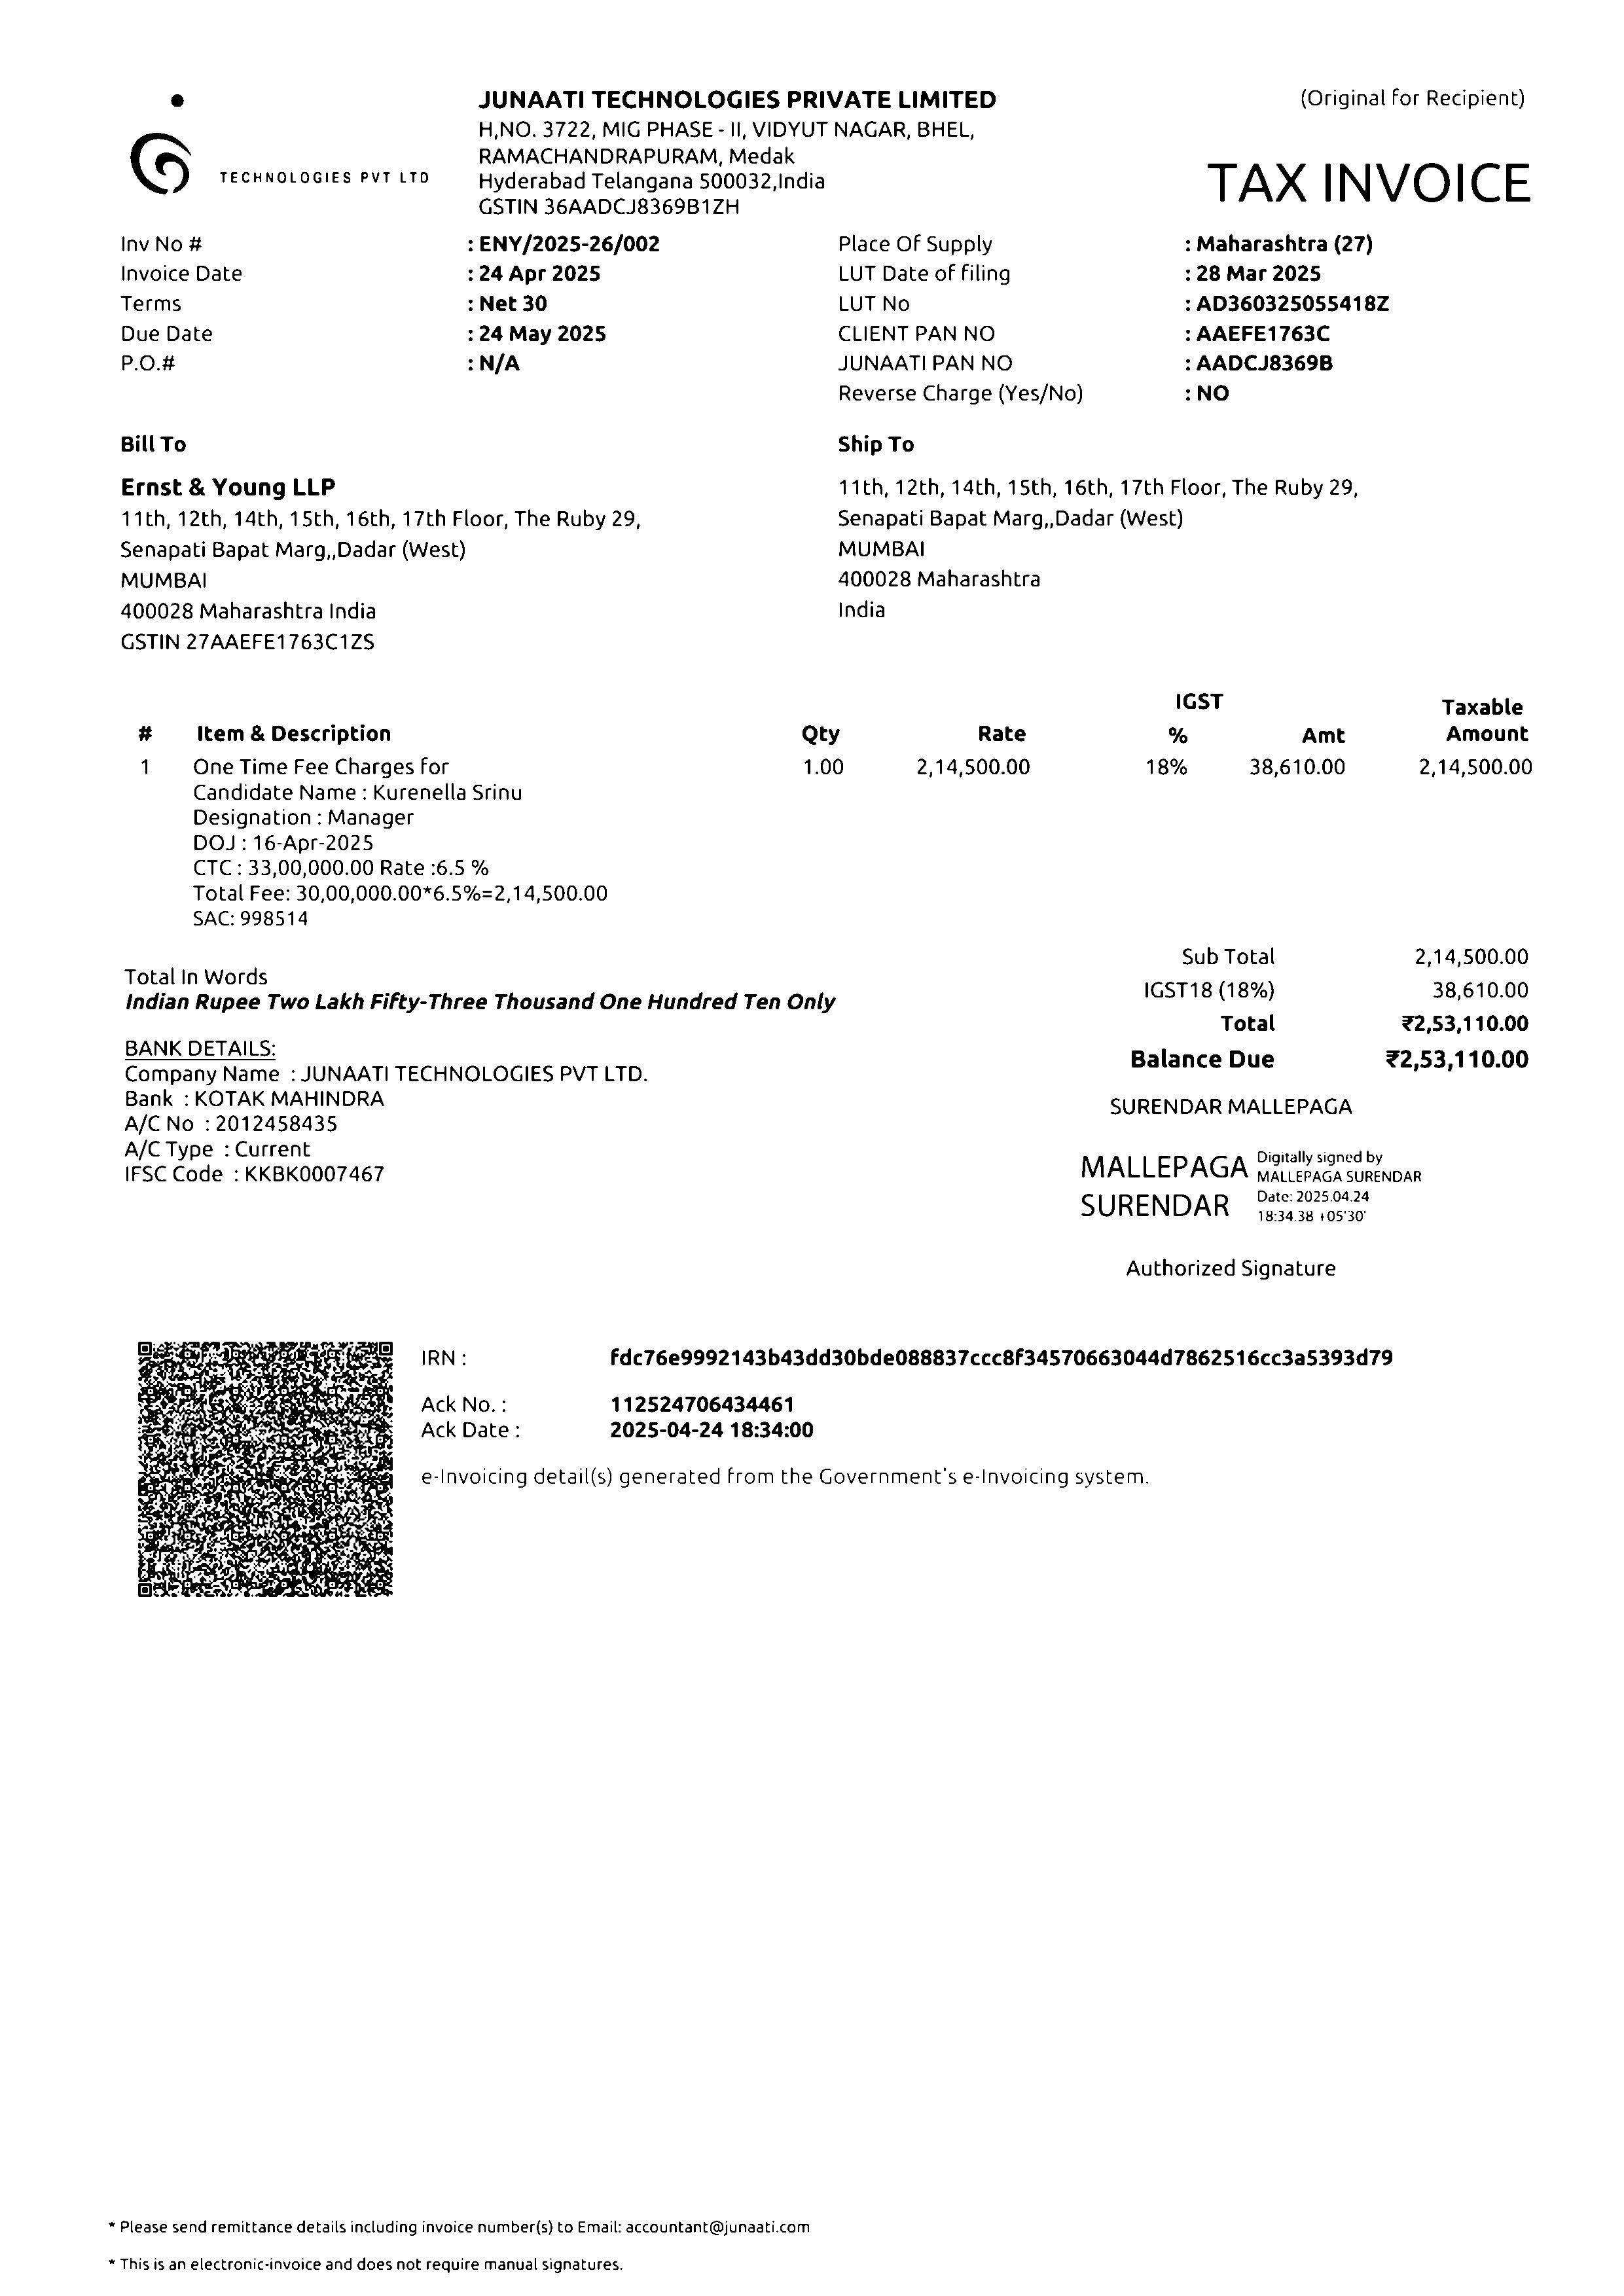 JUNAATI TECHNOLOGIES PRIVATE LIMITED
(Original for Recipient)
H,NO. 3722, MIG PHASE - II, VIDYUT NAGAR, BHEL,
RAMACHANDRAPURAM, Medak
TECHNOLOGIES PVT LTD
Hyderabad Telangana 500032,India
TAX INVOICE
GSTIN 36AADCJ8369B1ZH
Inv No # : ENY/2025-26/002 Place Of Supply : Maharashtra (27)
Invoice Date : 24 Apr 2025 LUT Date of filing : 28 Mar 2025
Terms : Net 30 LUT No : AD360325055418Z
Due Date : 24 May 2025 CLIENT PAN NO : AAEFE1763C
P.O.# : N/A JUNAATI PAN NO : AADCJ8369B
Reverse Charge (Yes/No) : NO
Bill To
Ernst & Young LLP
11th, 12th, 14th, 15th, 16th, 17th Floor, The Ruby 29,
Senapati Bapat Marg,,Dadar (West)
MUMBAI
400028 Maharashtra India
GSTIN 27AAEFE1763C1ZS
Ship To
11th, 12th, 14th, 15th, 16th, 17th Floor, The Ruby 29,
Senapati Bapat Marg,,Dadar (West)
MUMBAI
400028 Maharashtra
India
IGST Taxable
# Item & Description Qty Rate % Amt Amount
1 One Time Fee Charges for 1.00 2,14,500.00 18% 38,610.00 2,14,500.00
Candidate Name : Kurenella Srinu
Designation : Manager
DOJ : 16-Apr-2025
CTC : 33,00,000.00 Rate :6.5 %
Total Fee: 30,00,000.00*6.5%=2,14,500.00
SAC: 998514
Sub Total 2,14,500.00
IGST18 (18%) 38,610.00
Total ₹2,53,110.00
Balance Due ₹2,53,110.00
Total In Words
Indian Rupee Two Lakh Fifty-Three Thousand One Hundred Ten Only
BANK DETAILS:
Company Name : JUNAATI TECHNOLOGIES PVT LTD.
Bank : KOTAK MAHINDRA
A/C No : 2012458435
A/C Type : Current
IFSC Code : KKBK0007467
SURENDAR MALLEPAGA
MALLEPAGA
SURENDAR
Digitally signed by
MALLEPAGA SURENDAR
Date: 2025.04.24
18:34:38 +05'30'
Authorized Signature
IRN : fdc76e9992143b43dd30bde088837ccc8f34570663044d7862516cc3a5393d79
Ack No. : 112524706434461
Ack Date : 2025-04-24 18:34:00
e-Invoicing detail(s) generated from the Government's e-Invoicing system.
* Please send remittance details including invoice number(s) to Email: accountant@junaati.com
* This is an electronic-invoice and does not require manual signatures.